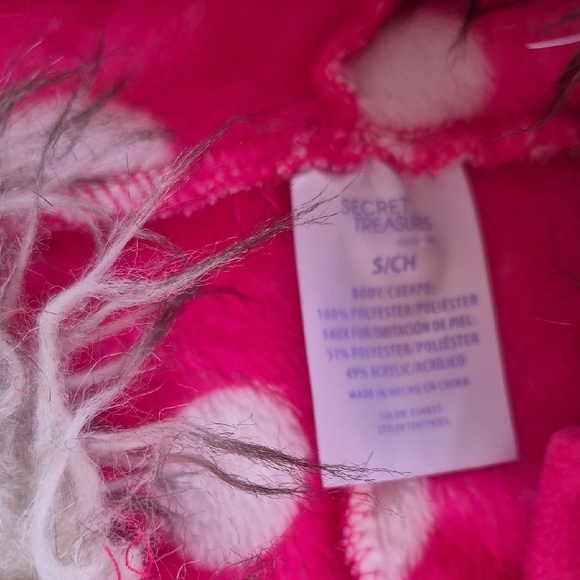 SECRET
TREASURES
S/CH
BODY/CUERPO:
100% POLYESTER/POLIÉSTER
FAUX FUR/IMITACIÓN DE PIEL:
51% POLYESTER/POLIÉSTER
49% ACRYLIC/ACRÍLICO
MADE IN/HECHO EN CHINA
COLOR: